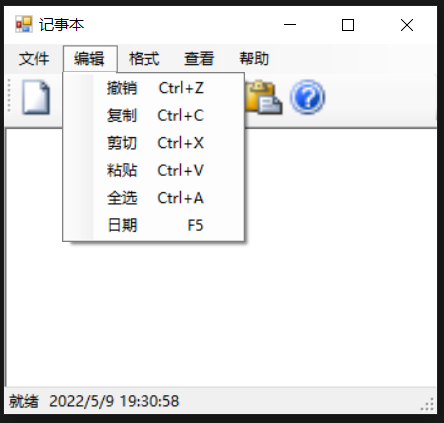 记事本
文件 编辑 格式 查看 帮助
撤销 Ctrl+Z
复制 Ctrl+C
剪切 Ctrl+X
粘贴 Ctrl+V
全选 Ctrl+A
日期 F5
就绪 2022/5/9 19:30:58